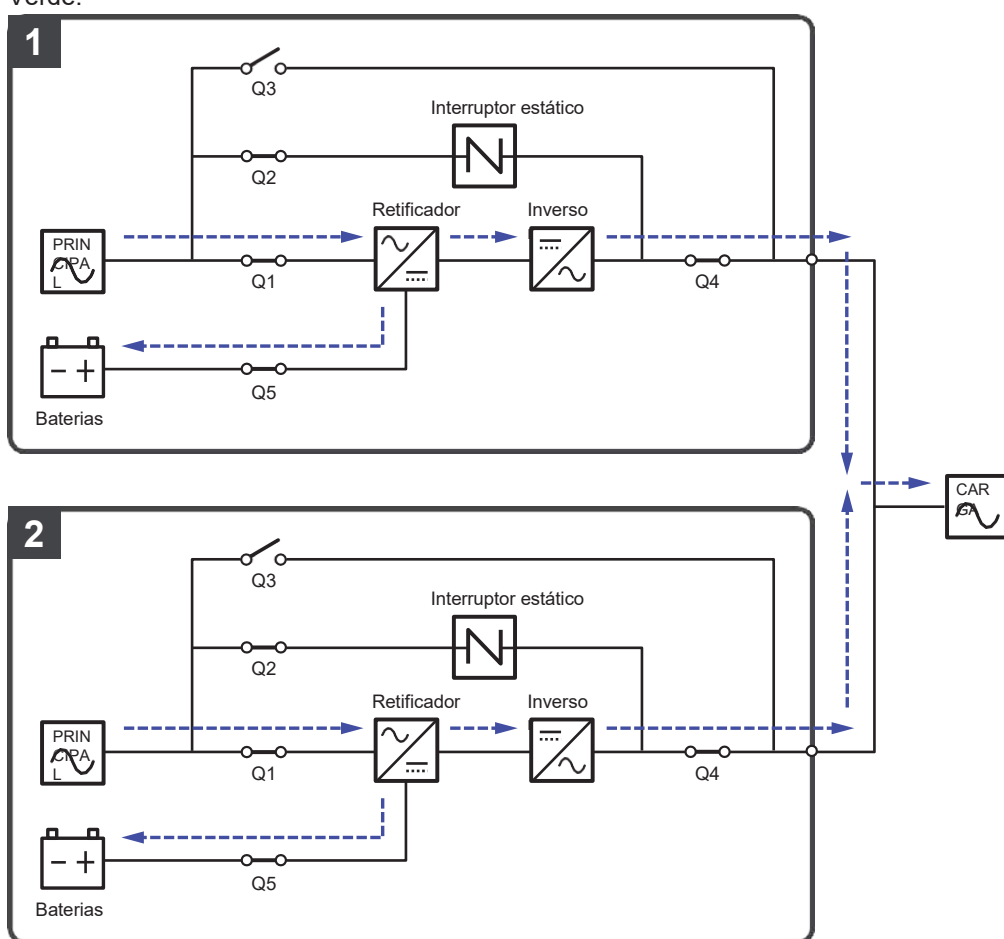 verde.
1
Q3
Interruptor estático
Q2
Retificador
Inverso
PRIN
CIPA
L
Q1
Q4
Q5
Baterias
CAR
GA
2
Q3
Interruptor estático
Q2
Retificador
Inverso
PRIN
CIPA
L
Q1
Q4
Q5
Baterias